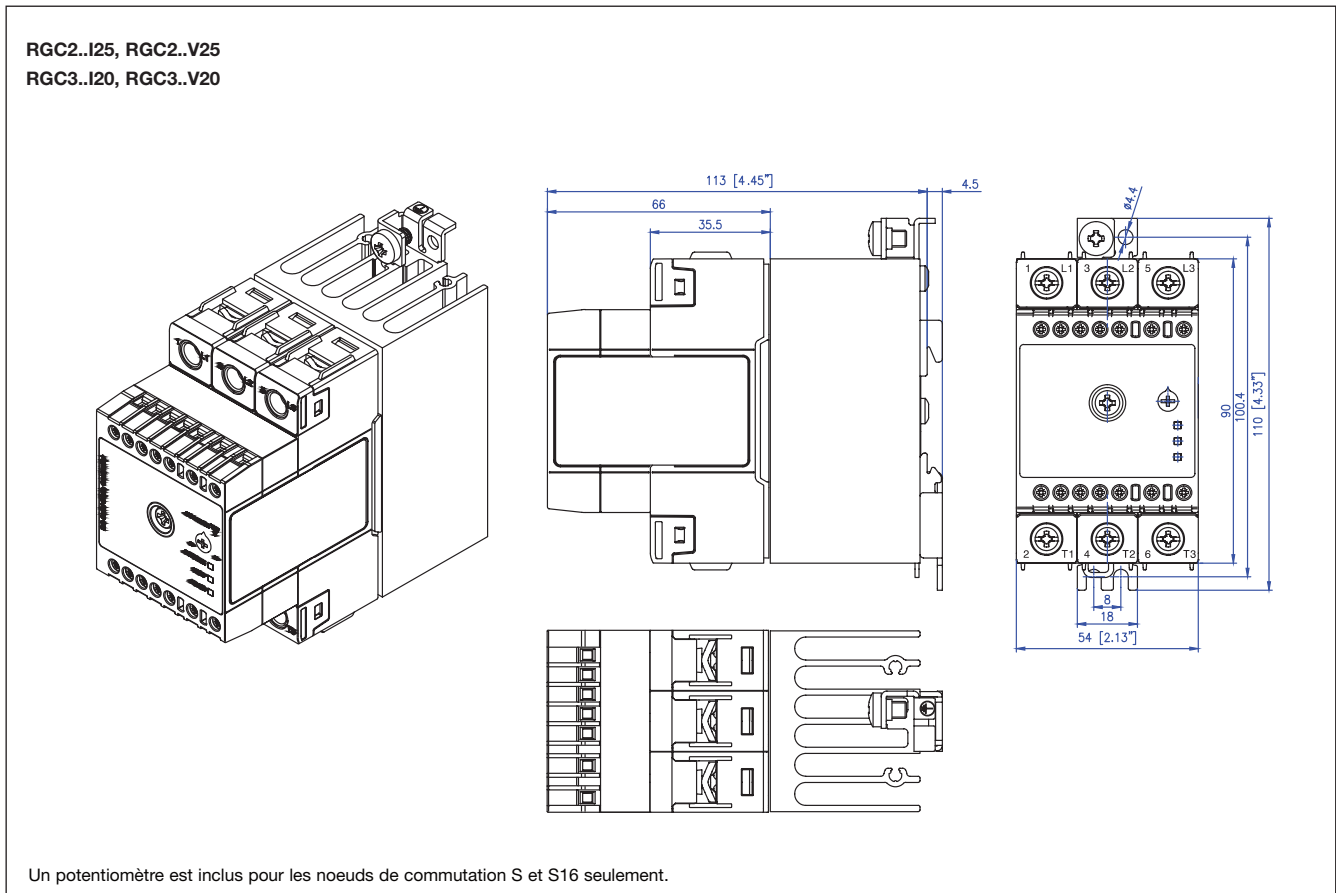 RGC2..I25, RGC2..V25
RGC3..I20, RGC3..V20
113 [4.45"]
4.5
66
35.5
ø4.4
1 L1 3 L2 5 L3
90
100.4
110 [4.33"]
2 T1 4 T2 6 T3
8
18
54 [2.13"]
Un potentiomètre est inclus pour les noeuds de commutation S et S16 seulement.